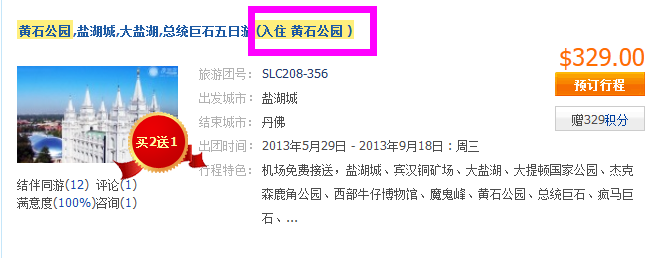 黄石公园,盐湖城,大盐湖,总统巨石五日游(入住 黄石公园 )
$329.00
预订行程
赠329积分
旅游团号： SLC208-356
出发城市： 盐湖城
结束城市： 丹佛
出团时间： 2013年5月29日 - 2013年9月18日：周三
行程特色： 机场免费接送，盐湖城、宾汉铜矿场、大盐湖、大提顿国家公园、杰克
森鹿角公园、西部牛仔博物馆、魔鬼峰、黄石公园、总统巨石、疯马巨
石、...
买2送1
结伴同游(12) 评论(1)
满意度(100%)咨询(1)